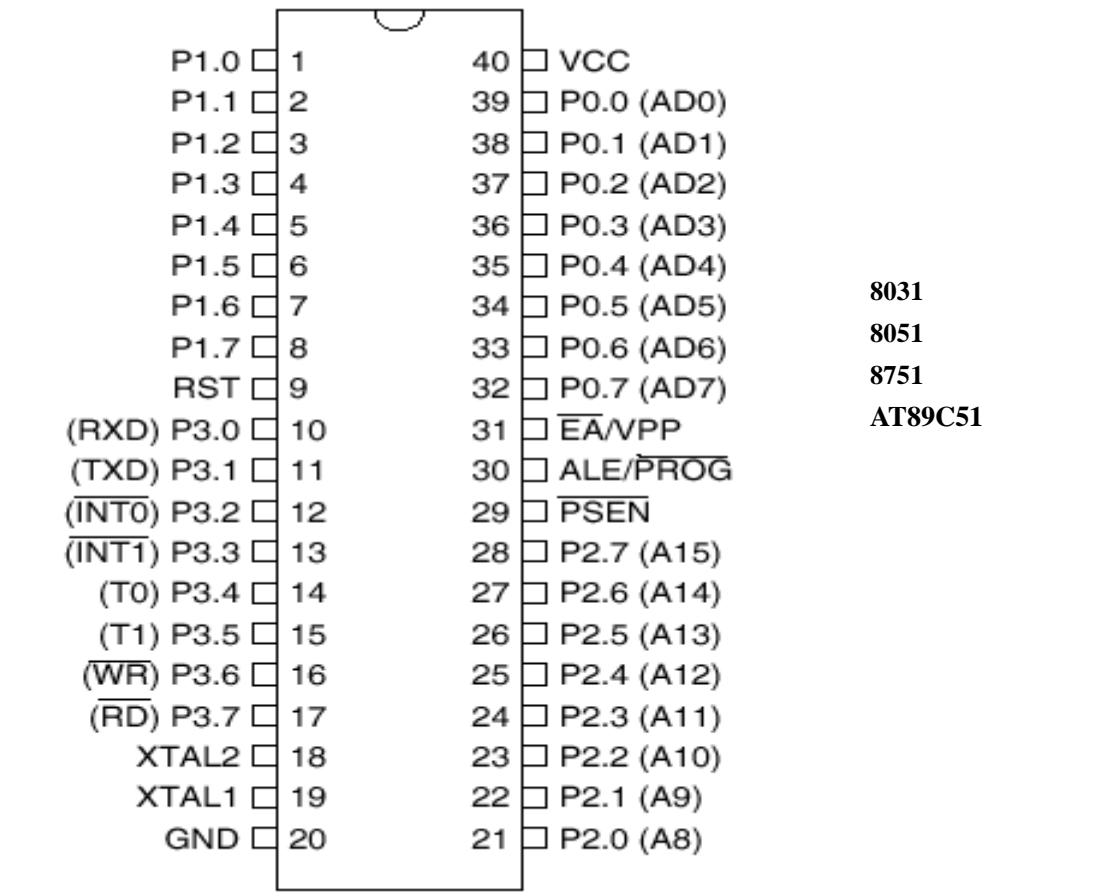 P1.0 1 40 VCC
P1.1 2 39 P0.0 (AD0)
P1.2 3 38 P0.1 (AD1)
P1.3 4 37 P0.2 (AD2)
P1.4 5 36 P0.3 (AD3)
P1.5 6 35 P0.4 (AD4)
P1.6 7 34 P0.5 (AD5)
P1.7 8 33 P0.6 (AD6)
RST 9 32 P0.7 (AD7)
(RXD) P3.0 10 31 E̅A̅/VPP
(TXD) P3.1 11 30 ALE/P̅R̅O̅G̅
(I̅N̅T̅0̅) P3.2 12 29 P̅S̅E̅N̅
(I̅N̅T̅1̅) P3.3 13 28 P2.7 (A15)
(T0) P3.4 14 27 P2.6 (A14)
(T1) P3.5 15 26 P2.5 (A13)
(W̅R̅) P3.6 16 25 P2.4 (A12)
(R̅D̅) P3.7 17 24 P2.3 (A11)
XTAL2 18 23 P2.2 (A10)
XTAL1 19 22 P2.1 (A9)
GND 20 21 P2.0 (A8)
8031
8051
8751
AT89C51